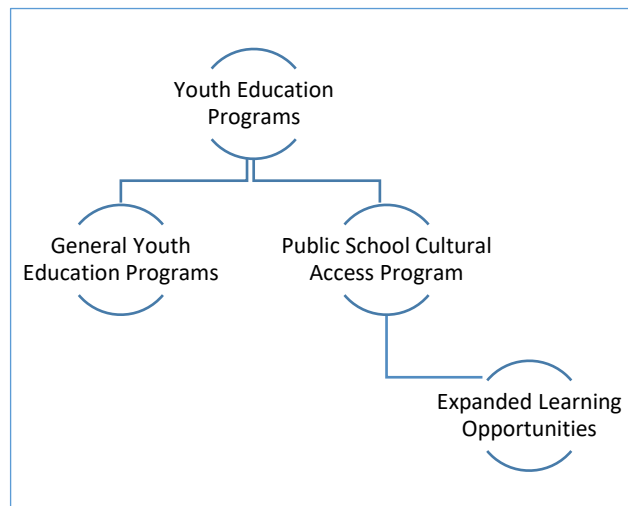 Youth Education
Programs
General Youth
Education Programs
Public School Cultural
Access Program
Expanded Learning
Opportunities